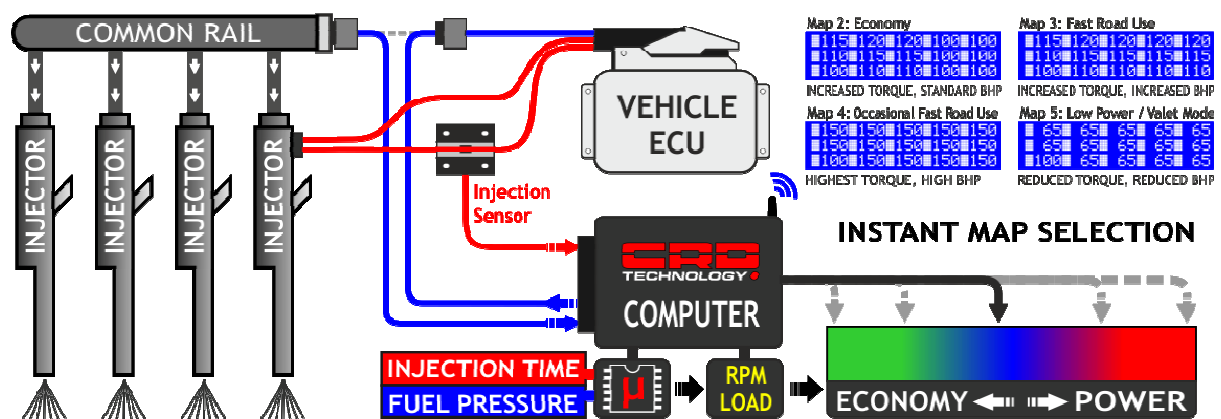 COMMON RAIL
INJECTOR
INJECTOR
INJECTOR
INJECTOR
VEHICLE
ECU
Injection
Sensor
Map 2: Economy
115 120 120 100 100
110 115 115 100 100
100 110 110 100 100
INCREASED TORQUE, STANDARD BHP
Map 3: Fast Road Use
115 120 120 120 120
110 115 115 115 115
100 110 110 110 110
INCREASED TORQUE, INCREASED BHP
Map 4: Occasional Fast Road Use
150 150 150 150 150
150 150 150 150 150
100 150 150 150 150
HIGHEST TORQUE, HIGH BHP
Map 5: Low Power / Valet Mode
65 65 65 65 65
65 65 65 65 65
100 65 65 65 65
REDUCED TORQUE, REDUCED BHP
INSTANT MAP SELECTION
CRD
TECHNOLOGY
COMPUTER
INJECTION TIME
FUEL PRESSURE
μ
RPM
LOAD
ECONOMY
POWER